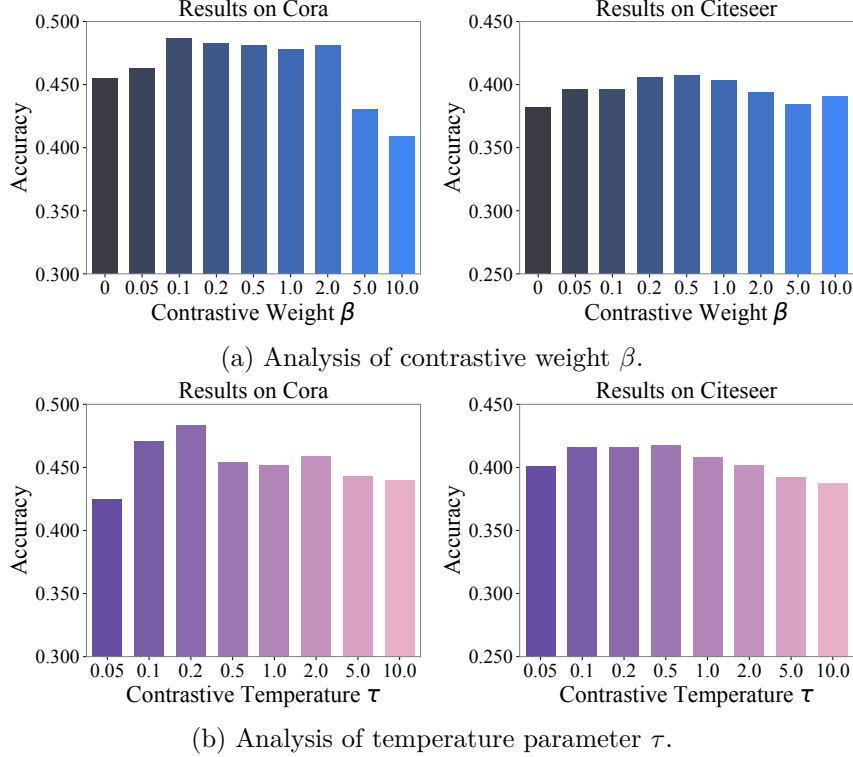 Results on Cora
Results on Citeseer
0.500
0.450
0.400
0.350
0.300
Accuracy
0 0.05 0.1 0.2 0.5 1.0 2.0 5.0 10.0
Contrastive Weight β
0.450
0.400
0.350
0.300
0.250
Accuracy
0 0.05 0.1 0.2 0.5 1.0 2.0 5.0 10.0
Contrastive Weight β
(a) Analysis of contrastive weight β.
Results on Cora
Results on Citeseer
0.500
0.450
0.400
0.350
0.300
Accuracy
0.05 0.1 0.2 0.5 1.0 2.0 5.0 10.0
Contrastive Temperature τ
0.450
0.400
0.350
0.300
0.250
Accuracy
0.05 0.1 0.2 0.5 1.0 2.0 5.0 10.0
Contrastive Temperature τ
(b) Analysis of temperature parameter τ.